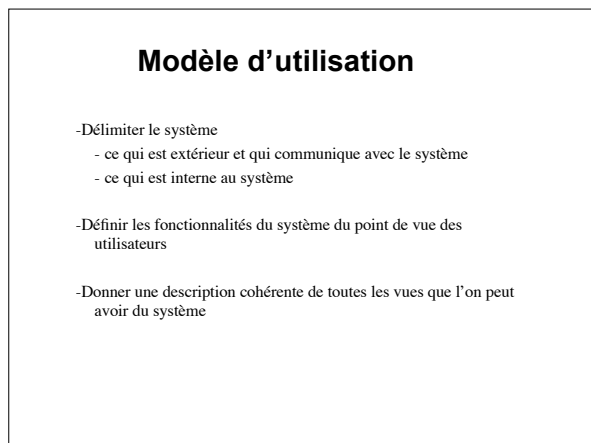 Modèle d’utilisation
-Délimiter le système
- ce qui est extérieur et qui communique avec le système
- ce qui est interne au système
-Définir les fonctionnalités du système du point de vue des
utilisateurs
-Donner une description cohérente de toutes les vues que l’on peut
avoir du système